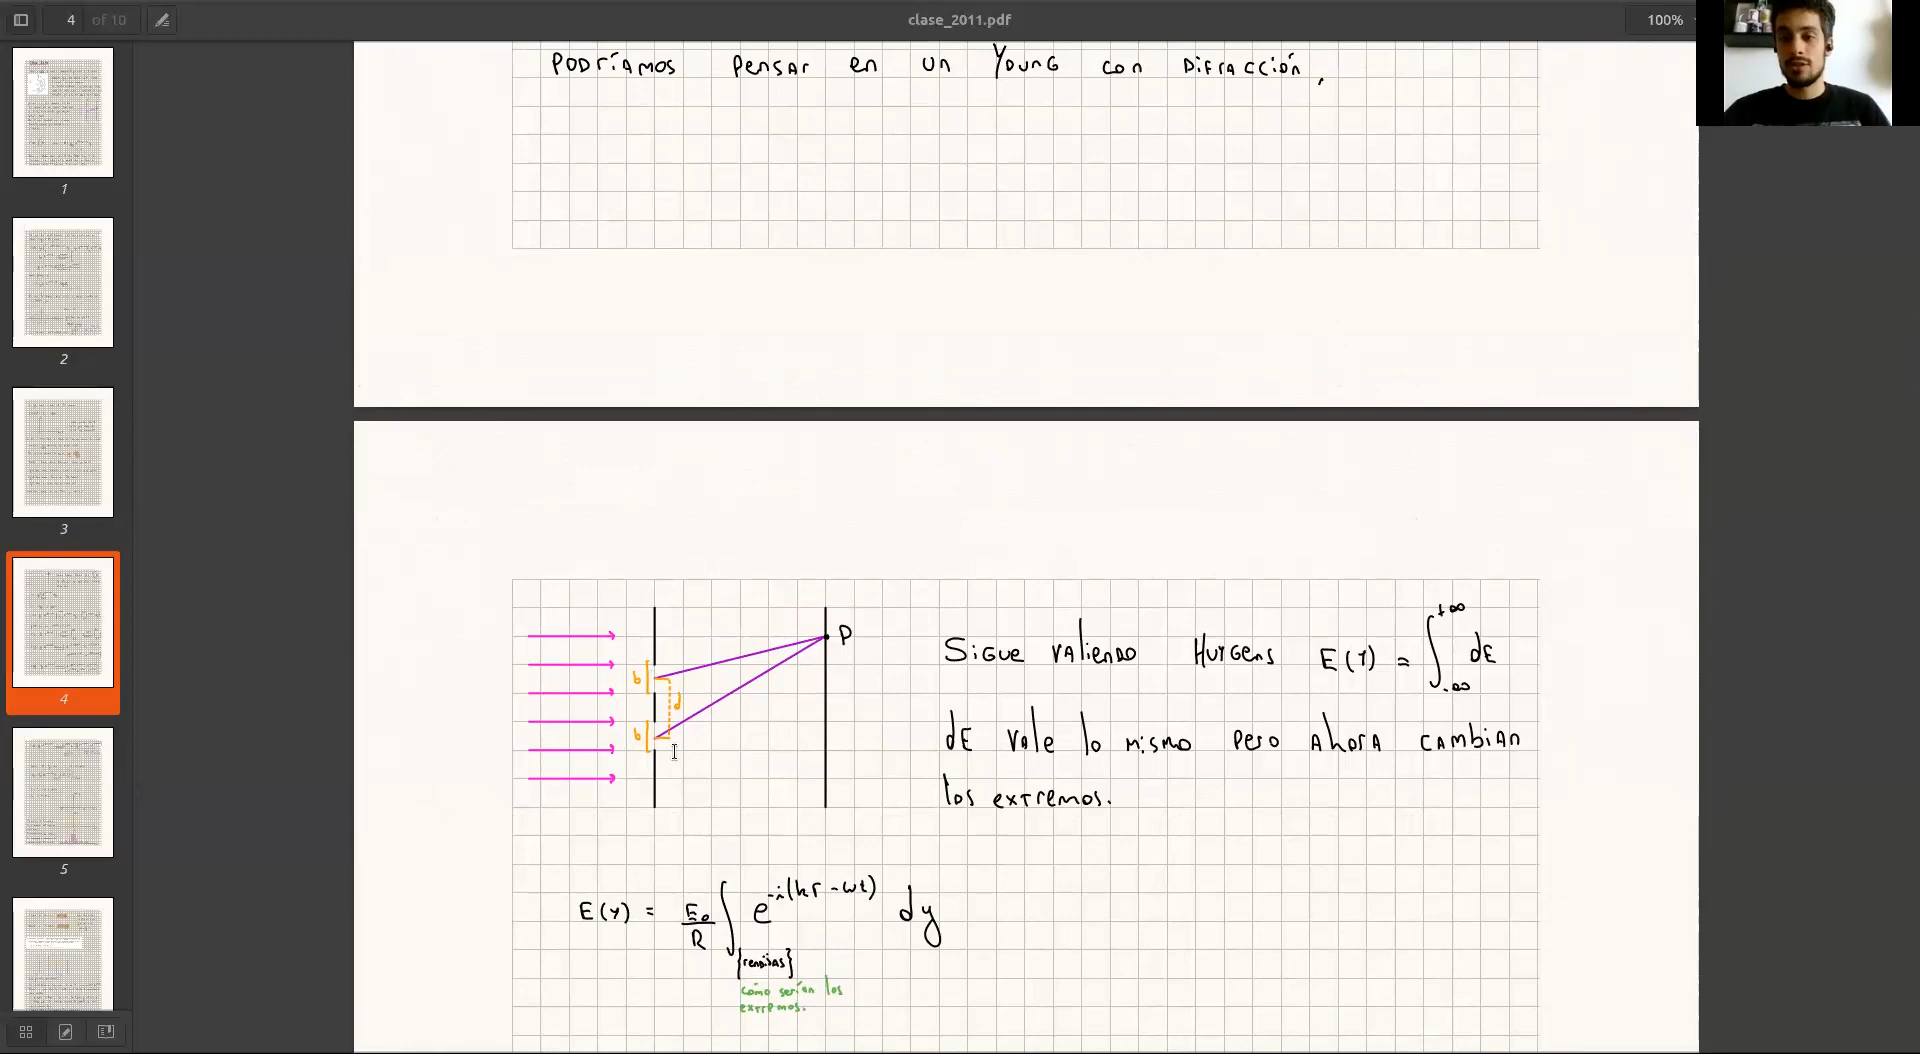 4 of 10
clase_2011.pdf
100%
1
2
3
4
5
PODRÍAMOS PENSAR en un YOUNG con DIFRACCIÓN,
P
b
d
b
SIGUE VALIENDO HUYGENS E(Y) = ∫_{-∞}^{+∞} dE
dE VALE lo MISMO PERO AHORA CAMBIAN
los EXTREMOS.
E(Y) = E₀/R ∫_{RENDIJAS} e^{-i(kr-ωt)} dy
Cómo serían los
extremos.